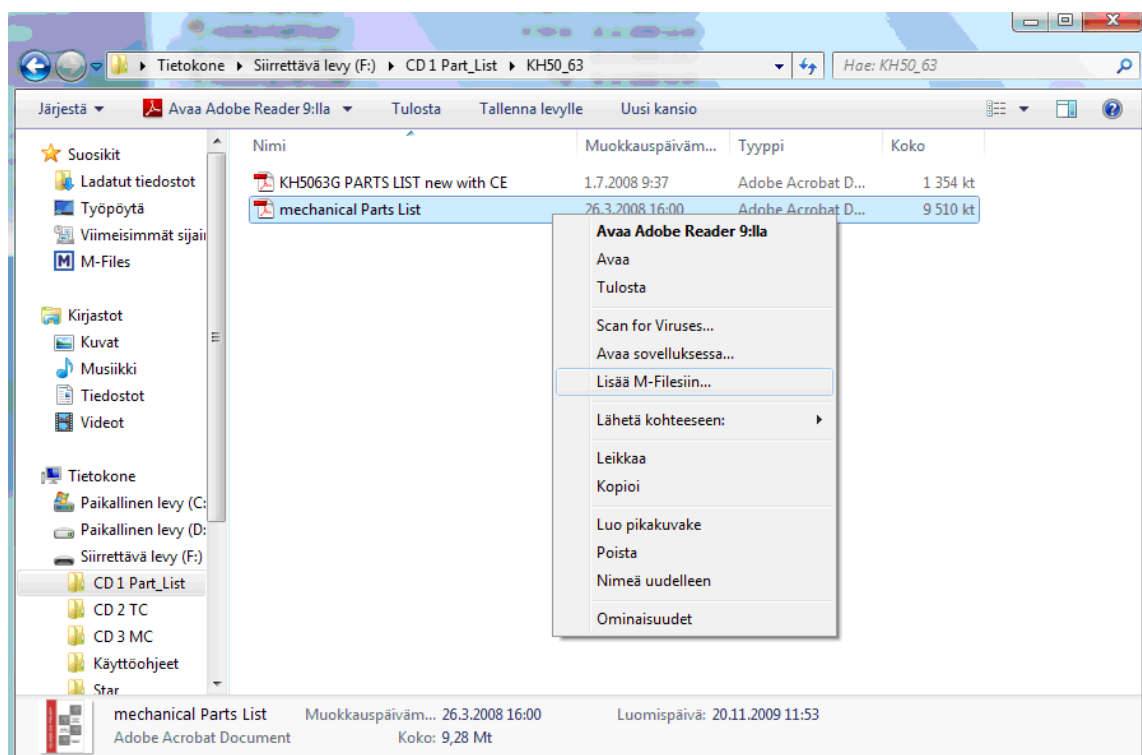 Tietokone ▸ Siirrettävä levy (F:) ▸ CD 1 Part_List ▸ KH50_63
Hae: KH50_63
Järjestä Avaa Adobe Reader 9:lla Tulosta Tallenna levylle Uusi kansio
Suosikit
Ladatut tiedostot
Työpöytä
Viimeisimmät sijain
M-Files
Kirjastot
Kuvat
Musiikki
Tiedostot
Videot
Tietokone
Paikallinen levy (C:
Paikallinen levy (D:
Siirrettävä levy (F:)
CD 1 Part_List
CD 2 TC
CD 3 MC
Käyttöohjeet
Star
Nimi Muokkauspäiväm... Tyyppi Koko
KH5063G PARTS LIST new with CE 1.7.2008 9:37 Adobe Acrobat D... 1 354 kt
mechanical Parts List 26.3.2008 16:00 Adobe Acrobat D... 9 510 kt
Avaa Adobe Reader 9:lla
Avaa
Tulosta
Scan for Viruses...
Avaa sovelluksessa...
Lisää M-Filesiin...
Lähetä kohteeseen:
Leikkaa
Kopioi
Luo pikakuvake
Poista
Nimeä uudelleen
Ominaisuudet
mechanical Parts List Muokkauspäiväm... 26.3.2008 16:00 Luomispäivä: 20.11.2009 11:53
Adobe Acrobat Document Koko: 9,28 Mt